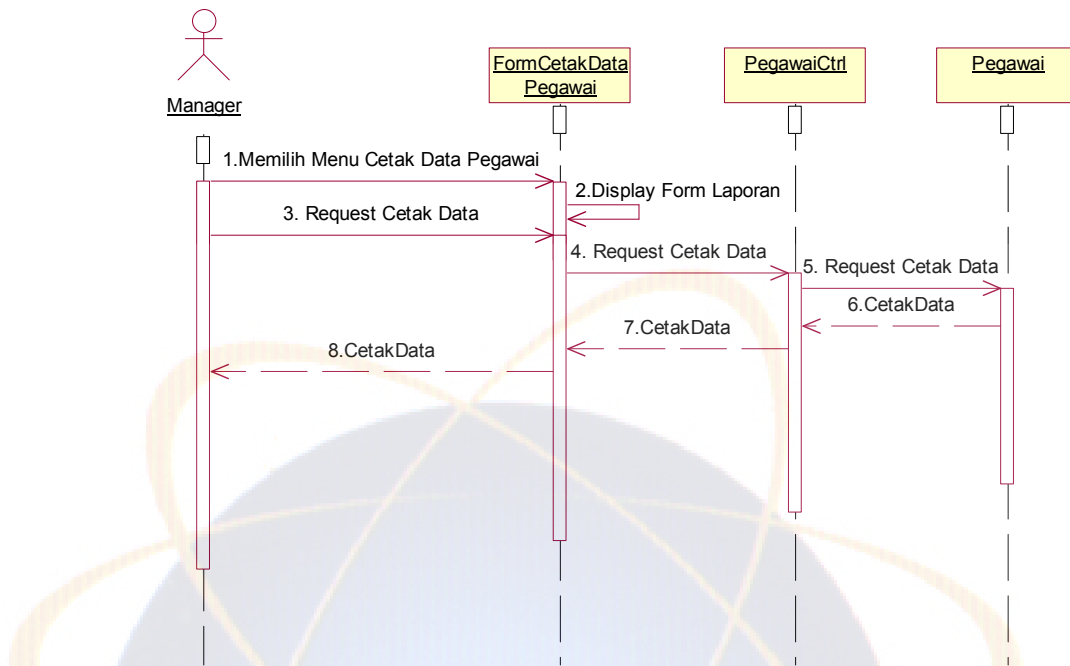 Manager
FormCetakData
Pegawai
PegawaiCtrl
Pegawai
1.Memilih Menu Cetak Data Pegawai
2.Display Form Laporan
3. Request Cetak Data
4. Request Cetak Data
5. Request Cetak Data
6.CetakData
7.CetakData
8.CetakData